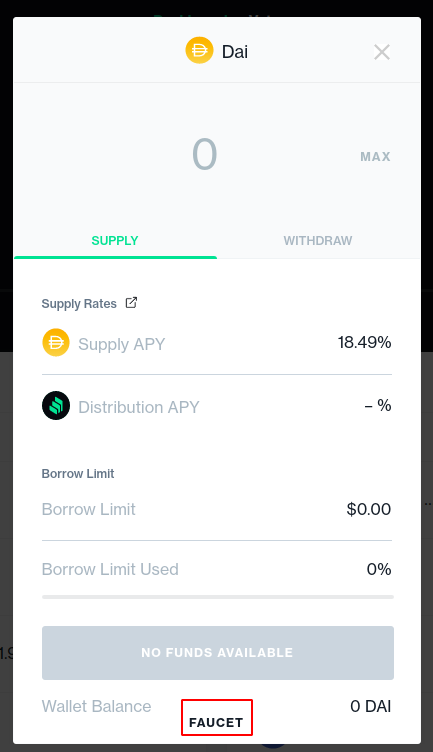 Dai
0
MAX
SUPPLY WITHDRAW
Supply Rates
Supply APY 18.49%
Distribution APY – %
Borrow Limit
Borrow Limit $0.00
Borrow Limit Used 0%
NO FUNDS AVAILABLE
Wallet Balance 0 DAI
FAUCET